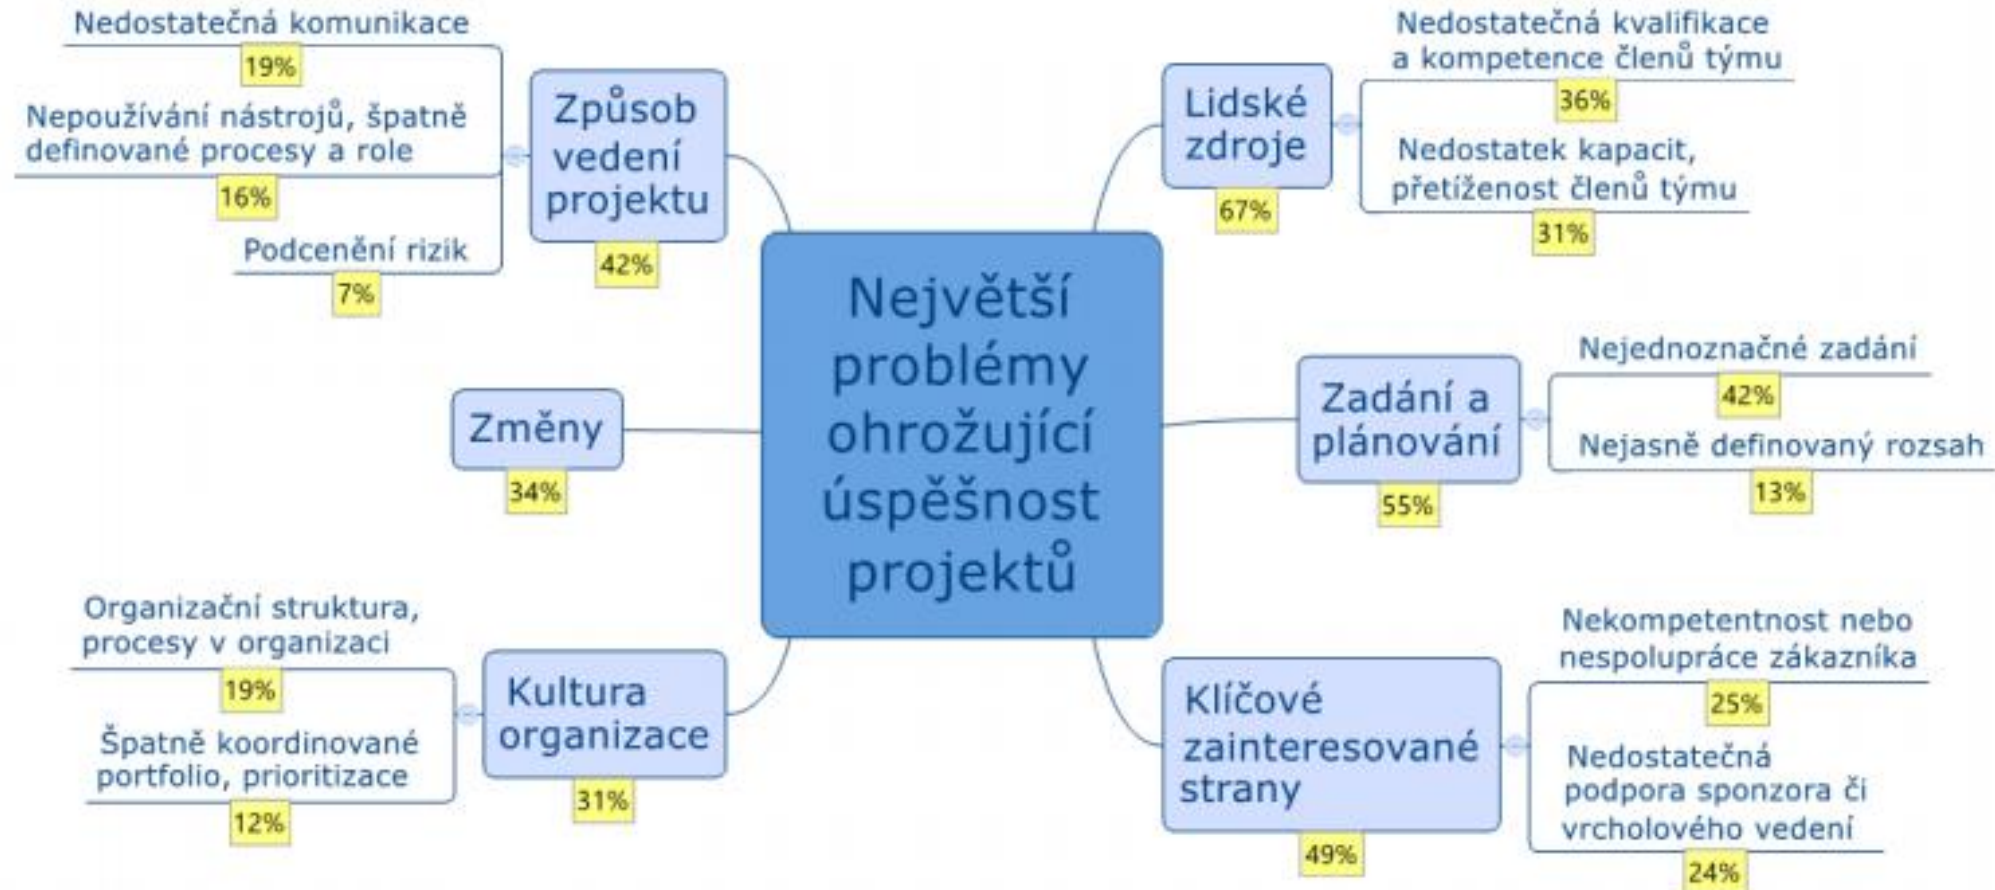 Největší
problémy
ohrožující
úspěšnost
projektů
Lidské
zdroje
67%
Nedostatečná kvalifikace
a kompetence členů týmu
36%
Nedostatek kapacit,
přetíženost členů týmu
31%
Zadání a
plánování
55%
Nejednoznačné zadání
42%
Nejasně definovaný rozsah
13%
Klíčové
zainteresované
strany
49%
Nekompetentnost nebo
nespolupráce zákazníka
25%
Nedostatečná
podpora sponzora či
vrcholového vedení
24%
Způsob
vedení
projektu
42%
Nedostatečná komunikace
19%
Nepoužívání nástrojů, špatně
definované procesy a role
16%
Podcenění rizik
7%
Změny
34%
Kultura
organizace
31%
Organizační struktura,
procesy v organizaci
19%
Špatně koordinované
portfolio, prioritizace
12%